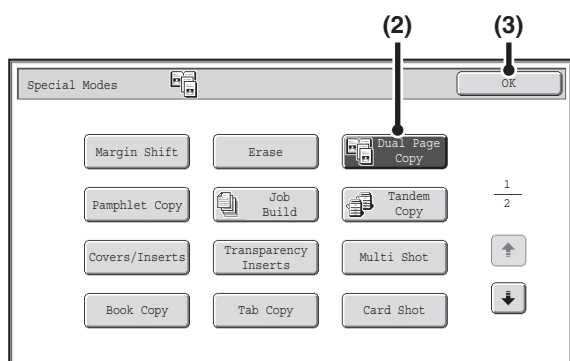 (2) (3)
Special Modes OK
Margin Shift Erase Dual Page
Copy
Pamphlet Copy Job
Build Tandem
Copy
1
2
Covers/Inserts Transparency
Inserts Multi Shot
Book Copy Tab Copy Card Shot